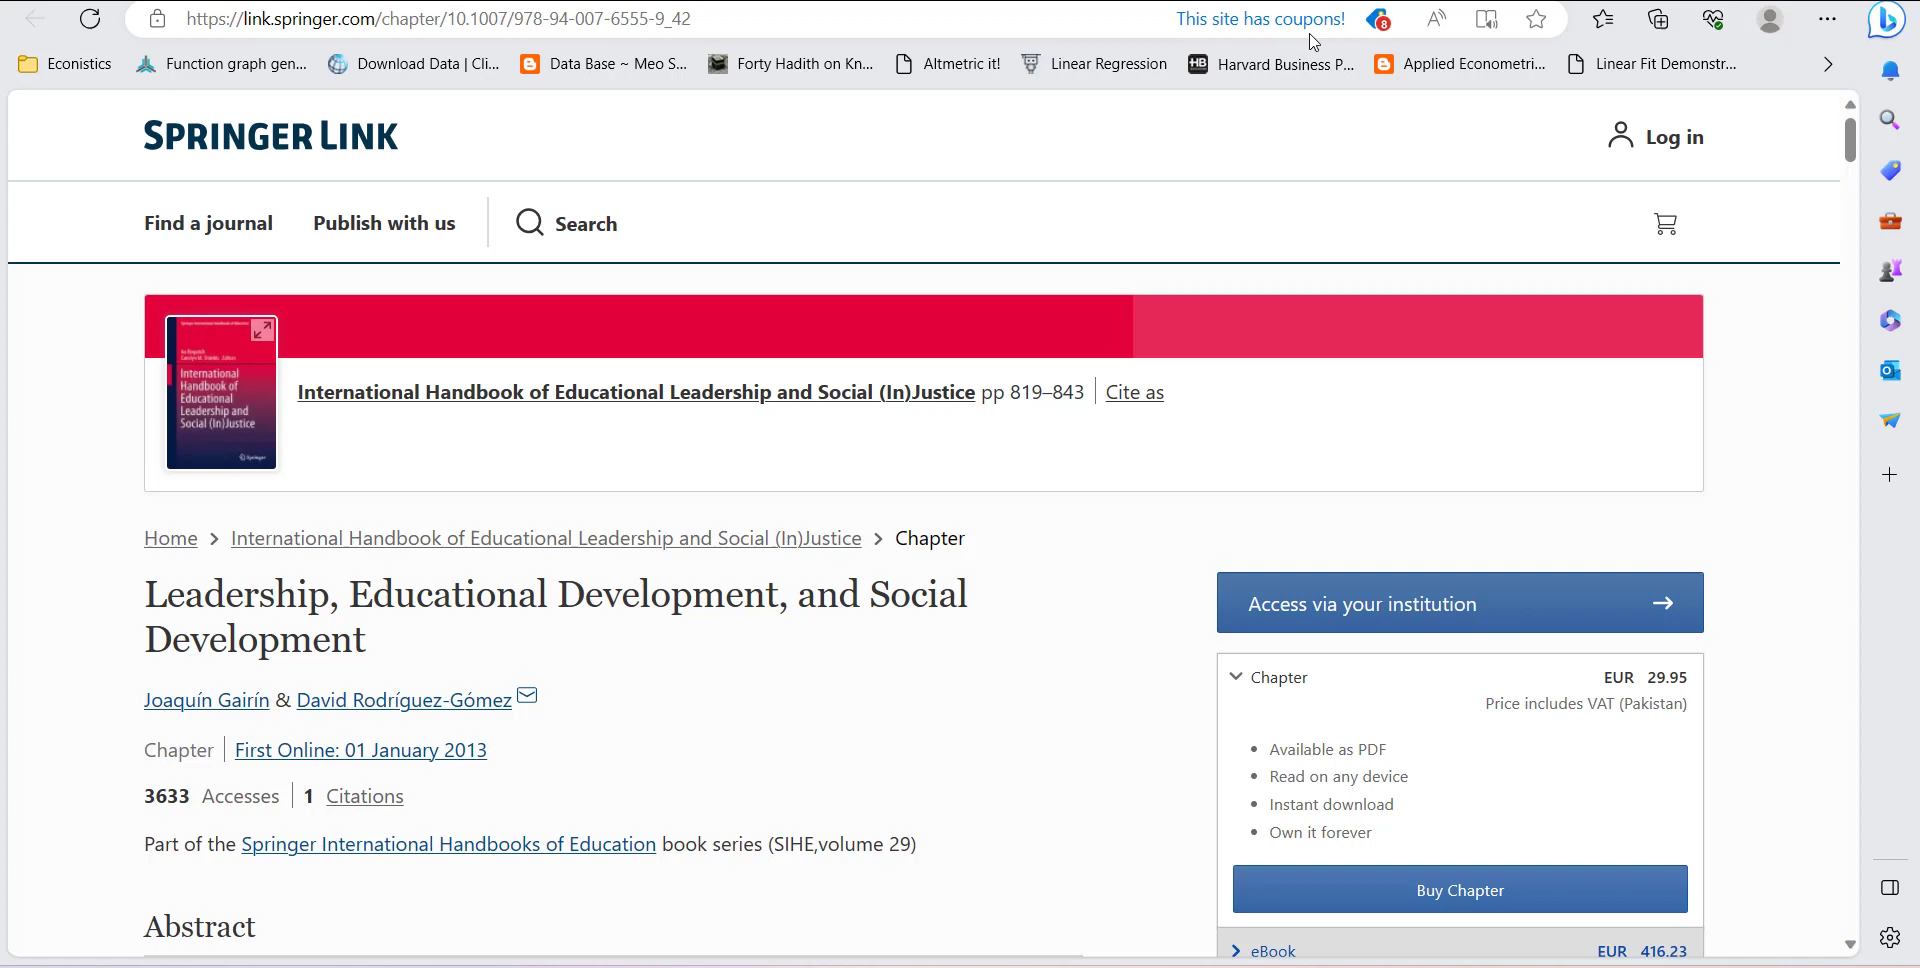 https://link.springer.com/chapter/10.1007/978-94-007-6555-9_42
This site has coupons!
8
Econistics
Function graph gen...
Download Data | Cli...
Data Base ~ Meo S...
Forty Hadith on Kn...
Altmetric it!
Linear Regression
HB
Harvard Business P...
Applied Econometri...
Linear Fit Demonstr...
SPRINGER LINK
Log in
Find a journal
Publish with us
Search
International
Handbook of
Educational
Leadership and
Social (In)Justice
Springer
International Handbook of Educational Leadership and Social (In)Justice pp 819–843 | Cite as
Home > International Handbook of Educational Leadership and Social (In)Justice > Chapter
Leadership, Educational Development, and Social
Development
Joaquín Gairín & David Rodríguez-Gómez
Chapter | First Online: 01 January 2013
3633 Accesses | 1 Citations
Part of the Springer International Handbooks of Education book series (SIHE,volume 29)
Abstract
Access via your institution
Chapter
EUR 29.95
Price includes VAT (Pakistan)
• Available as PDF
• Read on any device
• Instant download
• Own it forever
Buy Chapter
eBook
EUR 416.23